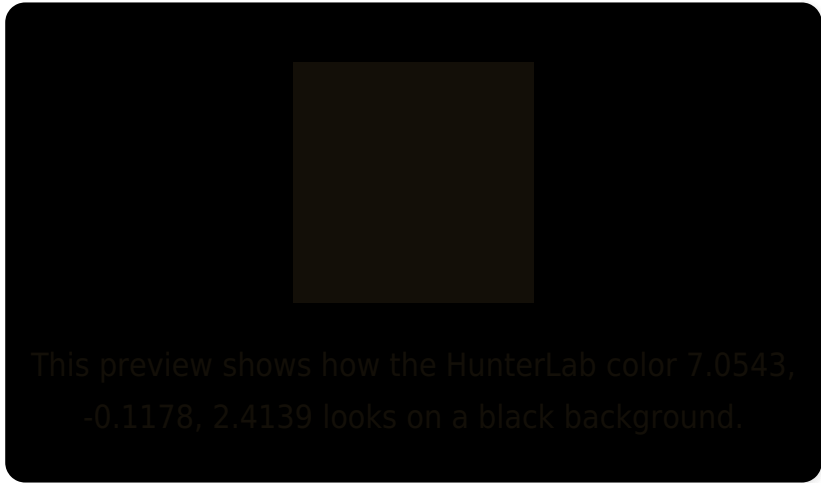 This preview shows how the HunterLab color 7.0543,
-0.1178, 2.4139 looks on a black background.